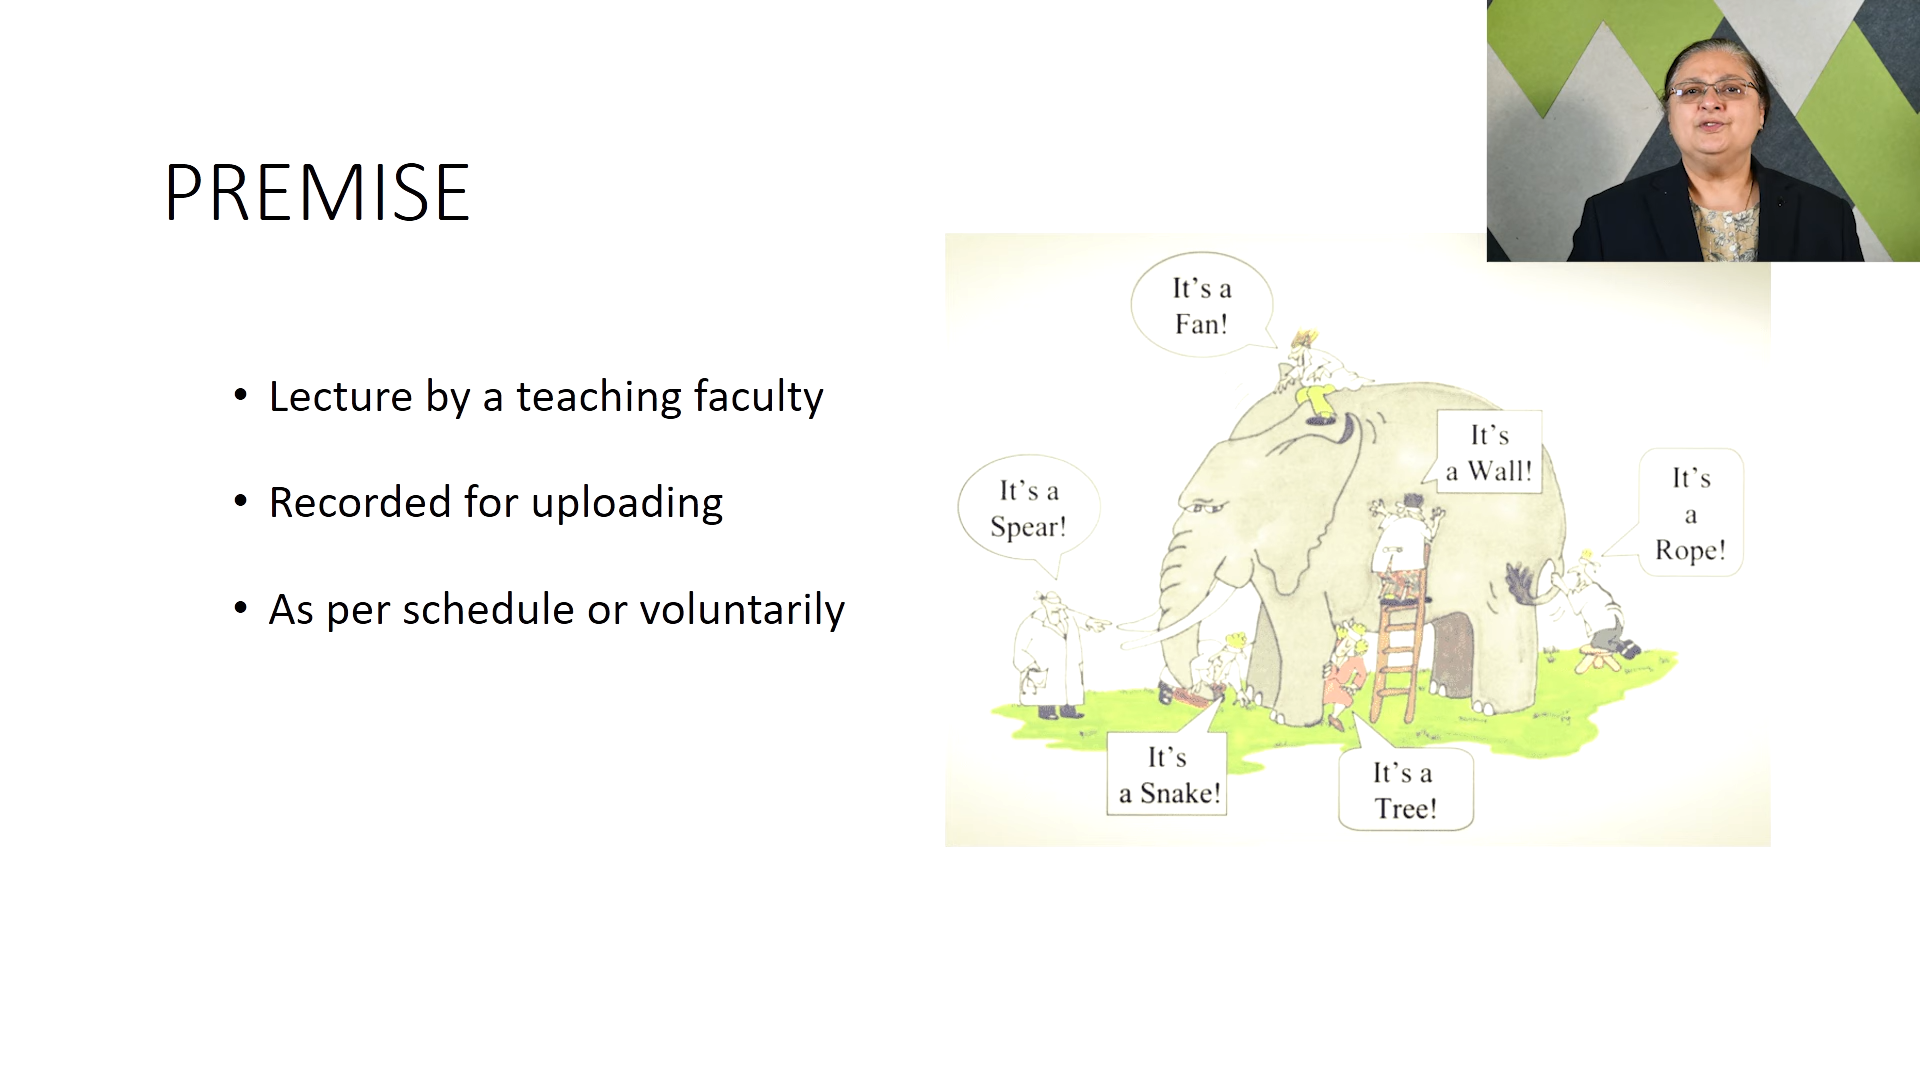 PREMISE
• Lecture by a teaching faculty
• Recorded for uploading
• As per schedule or voluntarily
It's a
Fan!
It's
a Wall!
It's a
Spear!
It's
a
Rope!
It's
a Snake!
It's a
Tree!